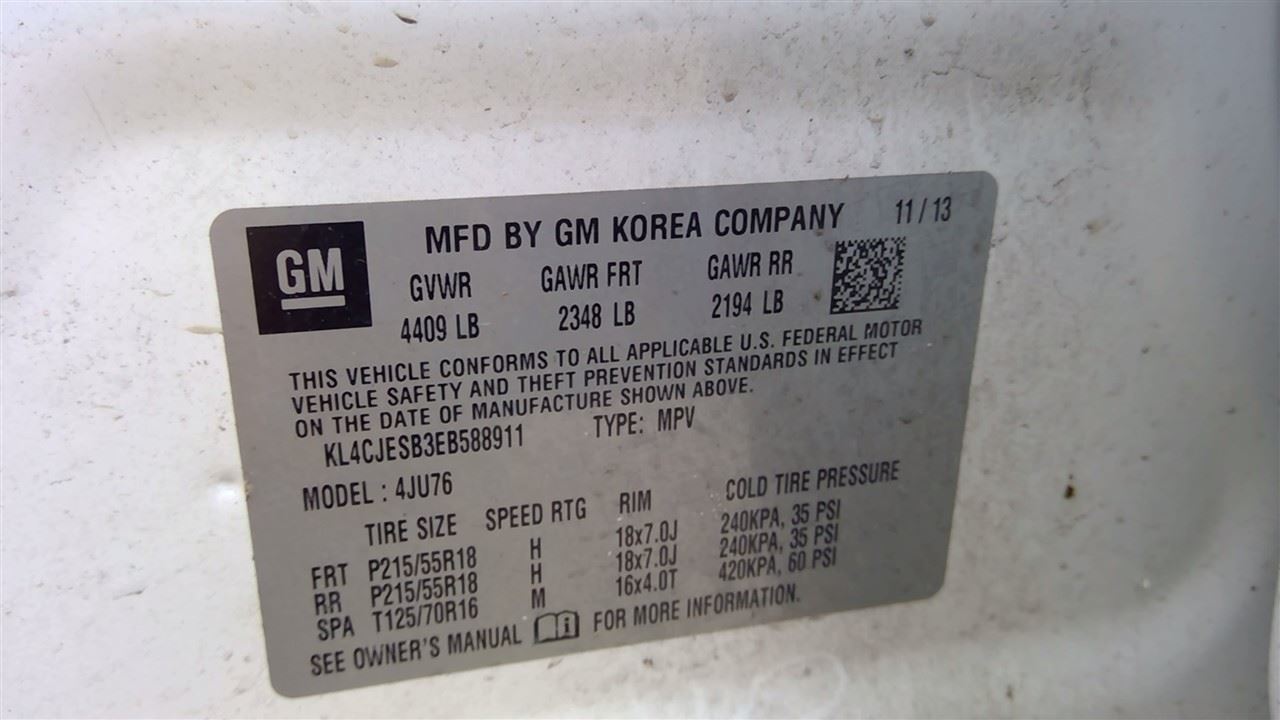 GM
MFD BY GM KOREA COMPANY 11 / 13
GVWR GAWR FRT GAWR RR
4409 LB 2348 LB 2194 LB
THIS VEHICLE CONFORMS TO ALL APPLICABLE U.S. FEDERAL MOTOR
VEHICLE SAFETY AND THEFT PREVENTION STANDARDS IN EFFECT
ON THE DATE OF MANUFACTURE SHOWN ABOVE.
KL4CJESB3EB588911 TYPE: MPV
MODEL : 4JU76
TIRE SIZE SPEED RTG RIM COLD TIRE PRESSURE
FRT P215/55R18 H 18x7.0J 240KPA, 35 PSI
RR P215/55R18 H 18x7.0J 240KPA, 35 PSI
SPA T125/70R16 M 16x4.0T 420KPA, 60 PSI
SEE OWNER'S MANUAL i FOR MORE INFORMATION.